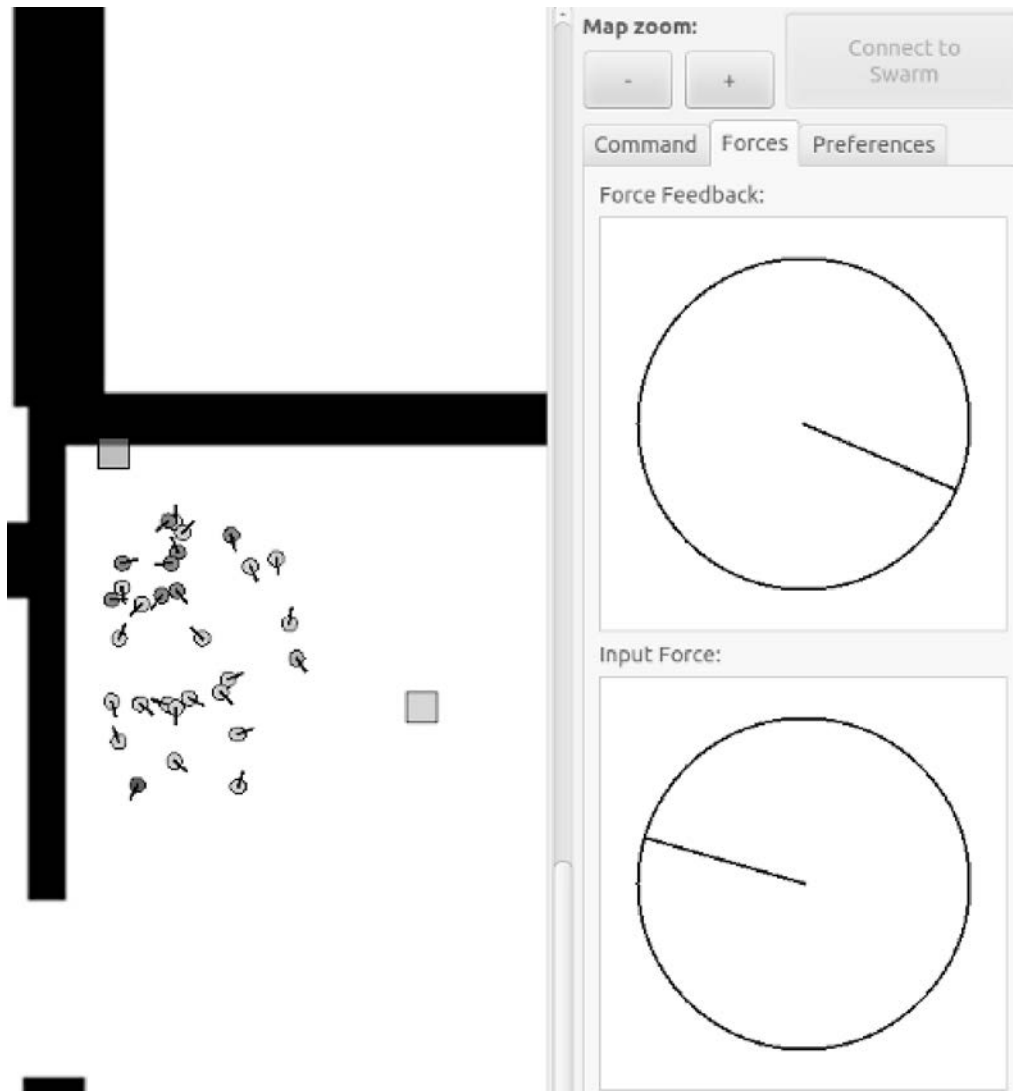 Map zoom:
-
+
Connect to
Swarm
Command
Forces
Preferences
Force Feedback:
Input Force: